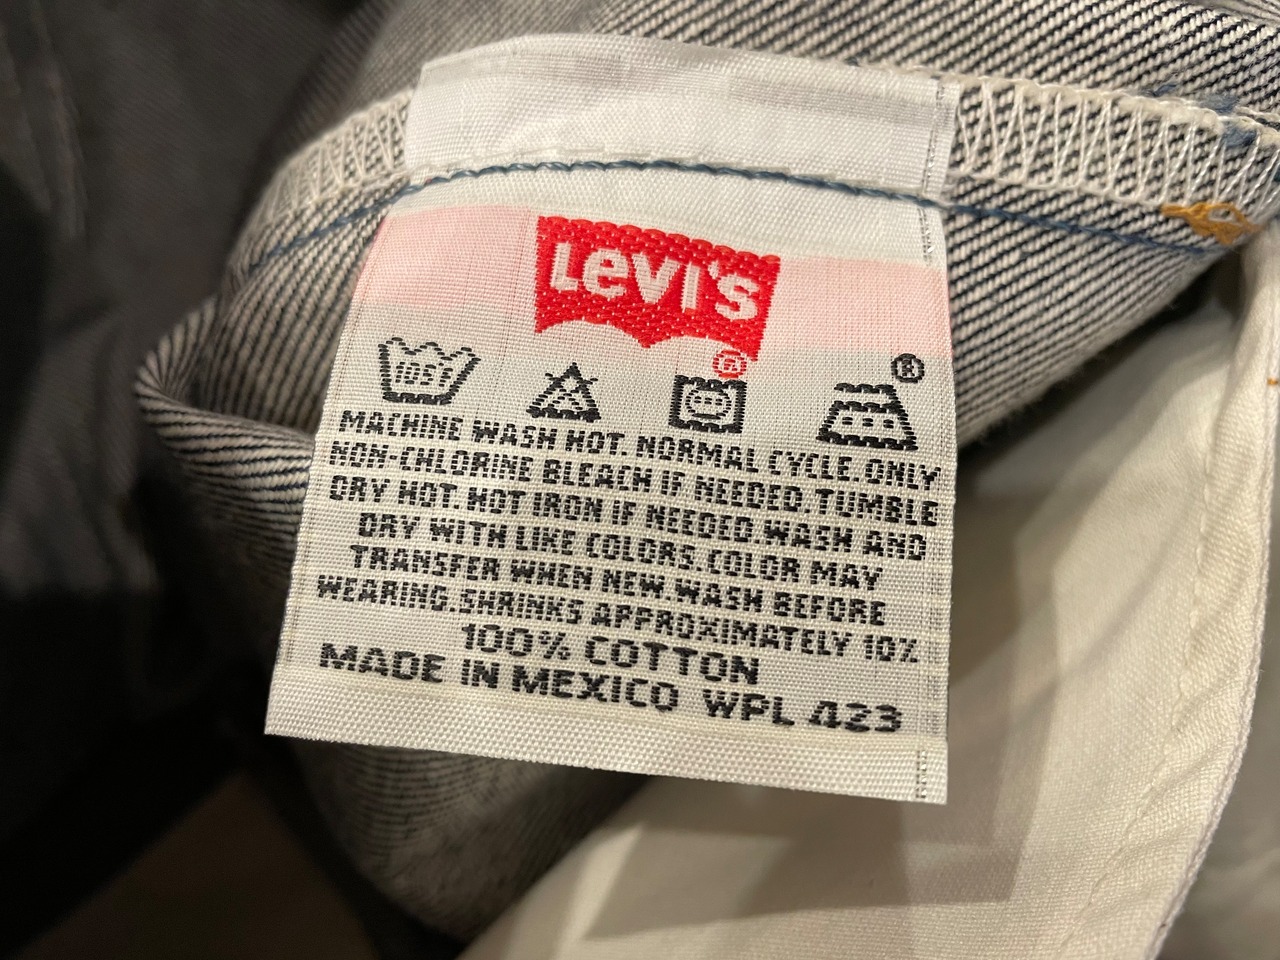 Levi's
®
105F
®
MACHINE WASH HOT. NORMAL CYCLE. ONLY
NON-CHLORINE BLEACH IF NEEDED. TUMBLE
DRY HOT. HOT IRON IF NEEDED. WASH AND
DRY WITH LIKE COLORS. COLOR MAY
TRANSFER WHEN NEW. WASH BEFORE
WEARING. SHRINKS APPROXIMATELY 10%
100% COTTON
MADE IN MEXICO WPL 423